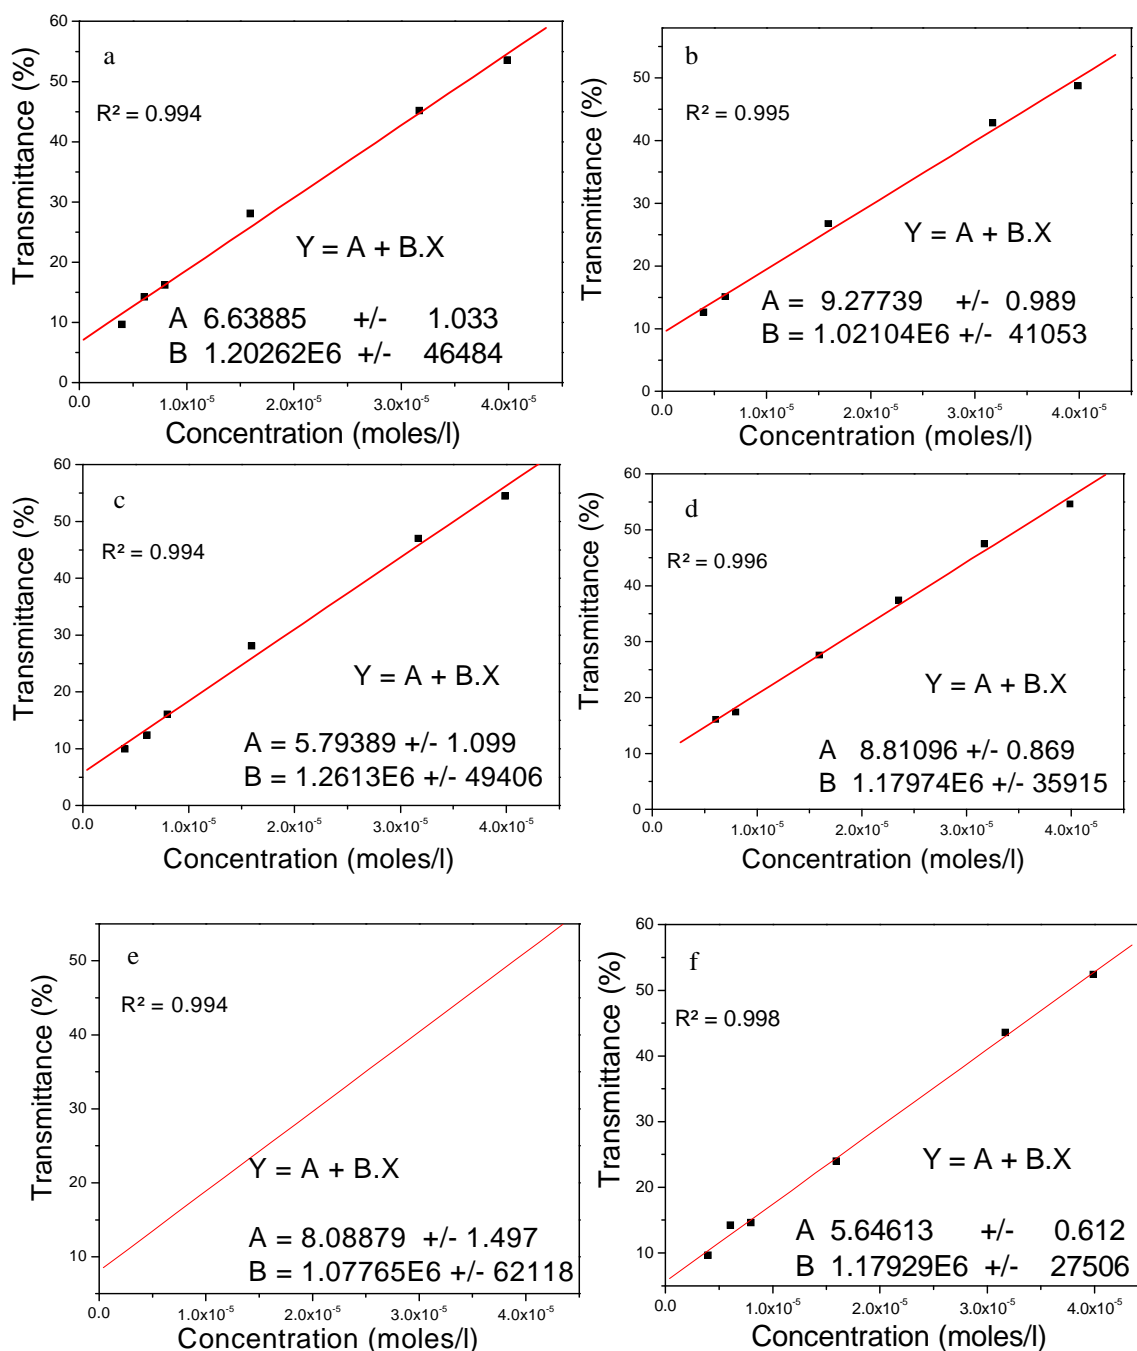 a
R² = 0.994
Y = A + B.X
A 6.63885 +/- 1.033
B 1.20262E6 +/- 46484
Transmittance (%)
60
50
40
30
20
10
0
0.0 1.0x10⁻⁵ 2.0x10⁻⁵ 3.0x10⁻⁵ 4.0x10⁻⁵
Concentration (moles/l)
b
R² = 0.995
Y = A + B.X
A = 9.27739 +/- 0.989
B = 1.02104E6 +/- 41053
Transmittance (%)
50
40
30
20
10
0
0.0 1.0x10⁻⁵ 2.0x10⁻⁵ 3.0x10⁻⁵ 4.0x10⁻⁵
Concentration (moles/l)
c
R² = 0.994
Y = A + B.X
A = 5.79389 +/- 1.099
B = 1.2613E6 +/- 49406
Transmittance (%)
60
50
40
30
20
10
0
0.0 1.0x10⁻⁵ 2.0x10⁻⁵ 3.0x10⁻⁵ 4.0x10⁻⁵
Concentration (moles/l)
d
R² = 0.996
Y = A + B.X
A 8.81096 +/- 0.869
B 1.17974E6 +/- 35915
Transmittance (%)
60
50
40
30
20
10
0
0.0 1.0x10⁻⁵ 2.0x10⁻⁵ 3.0x10⁻⁵ 4.0x10⁻⁵
Concentration (moles/l)
e
R² = 0.994
Y = A + B.X
A = 8.08879 +/- 1.497
B = 1.07765E6 +/- 62118
Transmittance (%)
50
40
30
20
10
0.0 1.0x10⁻⁵ 2.0x10⁻⁵ 3.0x10⁻⁵ 4.0x10⁻⁵
Concentration (moles/l)
f
R² = 0.998
Y = A + B.X
A 5.64613 +/- 0.612
B 1.17929E6 +/- 27506
Transmittance (%)
60
50
40
30
20
10
0.0 1.0x10⁻⁵ 2.0x10⁻⁵ 3.0x10⁻⁵ 4.0x10⁻⁵
Concentration (moles/l)